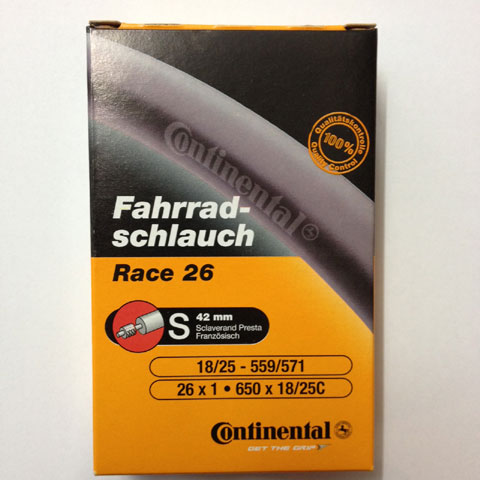 Continental
Qualitätskontrolle
100%
Quality Control
Fahrrad-
schlauch
Race 26
S
42 mm
Sclaverand Presta
Französisch
18/25 - 559/571
26 x 1 • 650 x 18/25C
Continental
GET THE GRIP